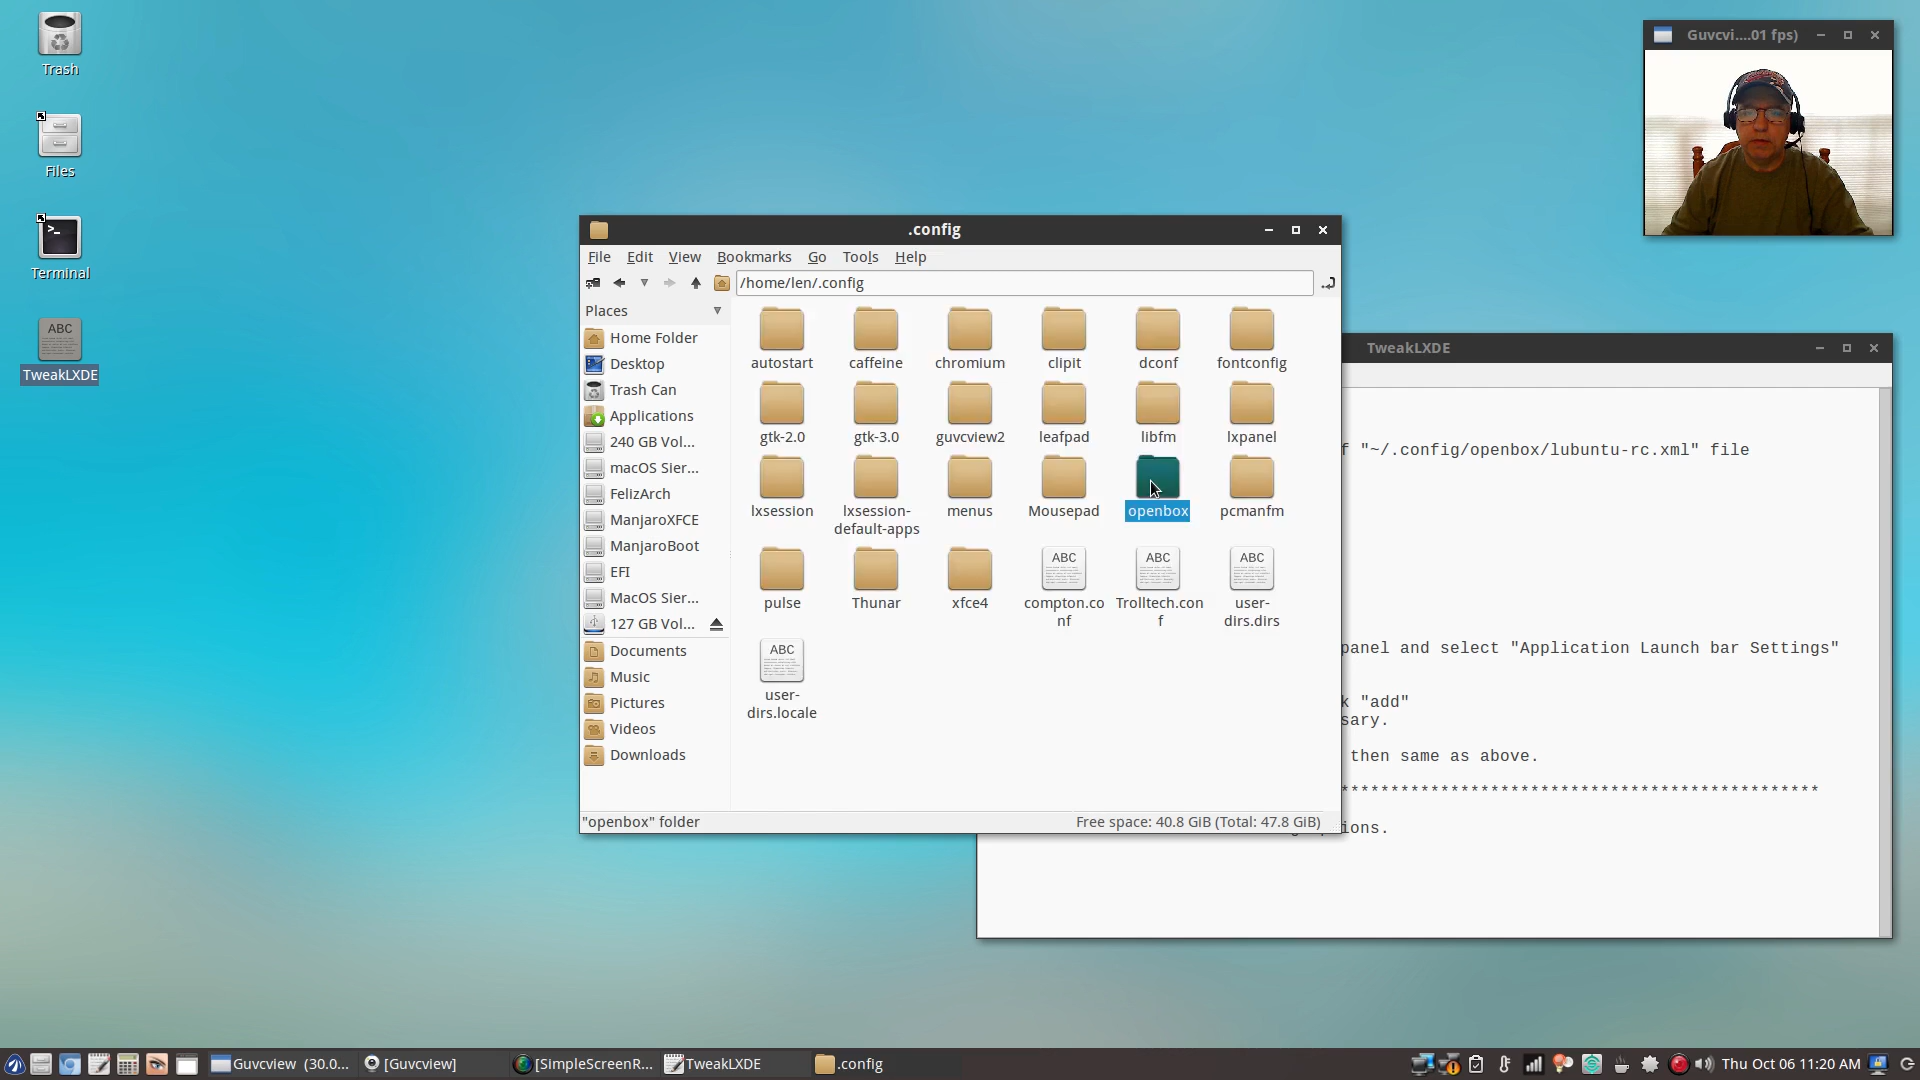 Trash
Files
Terminal
ABC
TweakLXDE
Guvcvi....01 fps)
.config
File Edit View Bookmarks Go Tools Help
/home/len/.config
Places
Home Folder
Desktop
Trash Can
Applications
240 GB Vol...
macOS Sier...
FelizArch
ManjaroXFCE
ManjaroBoot
EFI
MacOS Sier...
127 GB Vol...
Documents
Music
Pictures
Videos
Downloads
autostart caffeine chromium clipit dconf fontconfig
gtk-2.0 gtk-3.0 guvcview2 leafpad libfm lxpanel
lxsession lxsession-default-apps menus Mousepad openbox pcmanfm
ABC ABC ABC
pulse Thunar xfce4 compton.conf Trolltech.conf user-dirs.dirs
ABC
user-dirs.locale
"openbox" folder Free space: 40.8 GiB (Total: 47.8 GiB)
TweakLXDE
"~/.config/openbox/lubuntu-rc.xml" file
panel and select "Application Launch bar Settings"
"add"
sary.
then same as above.
***********************************************
ions.
Guvcview (30.0... [Guvcview] [SimpleScreenR... TweakLXDE .config Thu Oct 06 11:20 AM